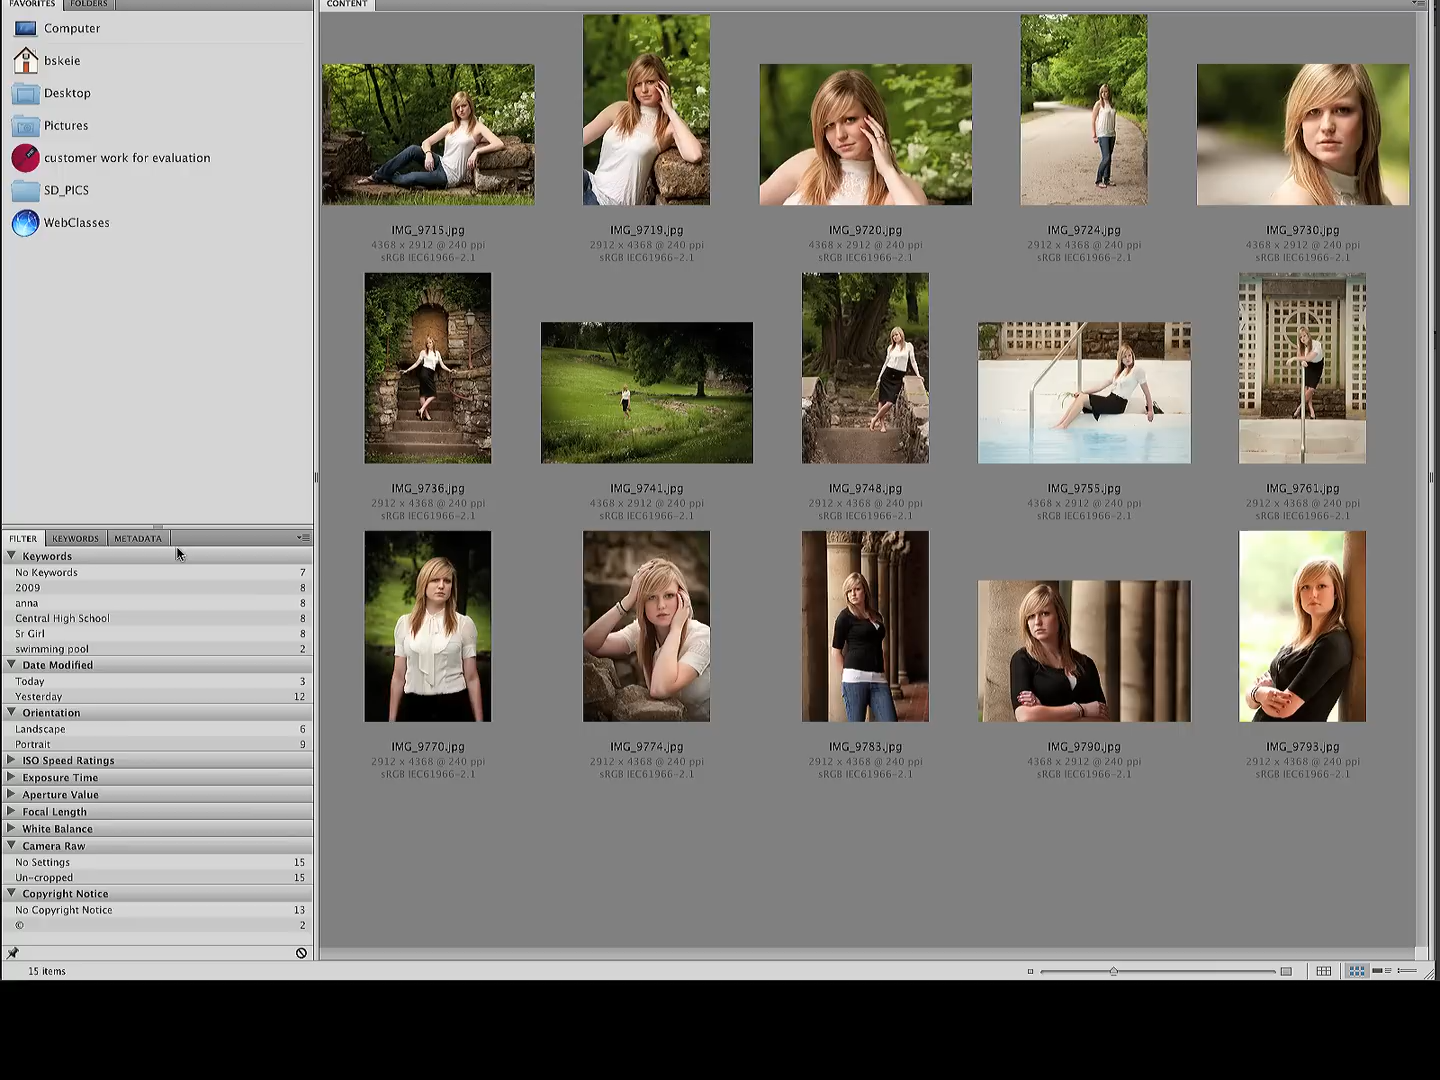 FAVORITES FOLDERS
Computer
bskeie
Desktop
Pictures
customer work for evaluation
SD_PICS
WebClasses
FILTER KEYWORDS METADATA
Keywords
No Keywords 7
2009 8
anna 8
Central High School 8
Sr Girl 8
swimming pool 2
Date Modified
Today 3
Yesterday 12
Orientation
Landscape 6
Portrait 9
ISO Speed Ratings
Exposure Time
Aperture Value
Focal Length
White Balance
Camera Raw
No Settings 15
Un-cropped 15
Copyright Notice
No Copyright Notice 13
© 2
15 items
CONTENT
IMG_9715.jpg IMG_9719.jpg IMG_9720.jpg IMG_9724.jpg IMG_9730.jpg
4368 x 2912 @ 240 ppi 2912 x 4368 @ 240 ppi 4368 x 2912 @ 240 ppi 2912 x 4368 @ 240 ppi 4368 x 2912 @ 240 ppi
sRGB IEC61966-2.1 sRGB IEC61966-2.1 sRGB IEC61966-2.1 sRGB IEC61966-2.1 sRGB IEC61966-2.1
IMG_9736.jpg IMG_9741.jpg IMG_9748.jpg IMG_9755.jpg IMG_9761.jpg
2912 x 4368 @ 240 ppi 4368 x 2912 @ 240 ppi 2912 x 4368 @ 240 ppi 4368 x 2912 @ 240 ppi 2912 x 4368 @ 240 ppi
sRGB IEC61966-2.1 sRGB IEC61966-2.1 sRGB IEC61966-2.1 sRGB IEC61966-2.1 sRGB IEC61966-2.1
IMG_9770.jpg IMG_9774.jpg IMG_9783.jpg IMG_9790.jpg IMG_9793.jpg
2912 x 4368 @ 240 ppi 2912 x 4368 @ 240 ppi 2912 x 4368 @ 240 ppi 4368 x 2912 @ 240 ppi 2912 x 4368 @ 240 ppi
sRGB IEC61966-2.1 sRGB IEC61966-2.1 sRGB IEC61966-2.1 sRGB IEC61966-2.1 sRGB IEC61966-2.1